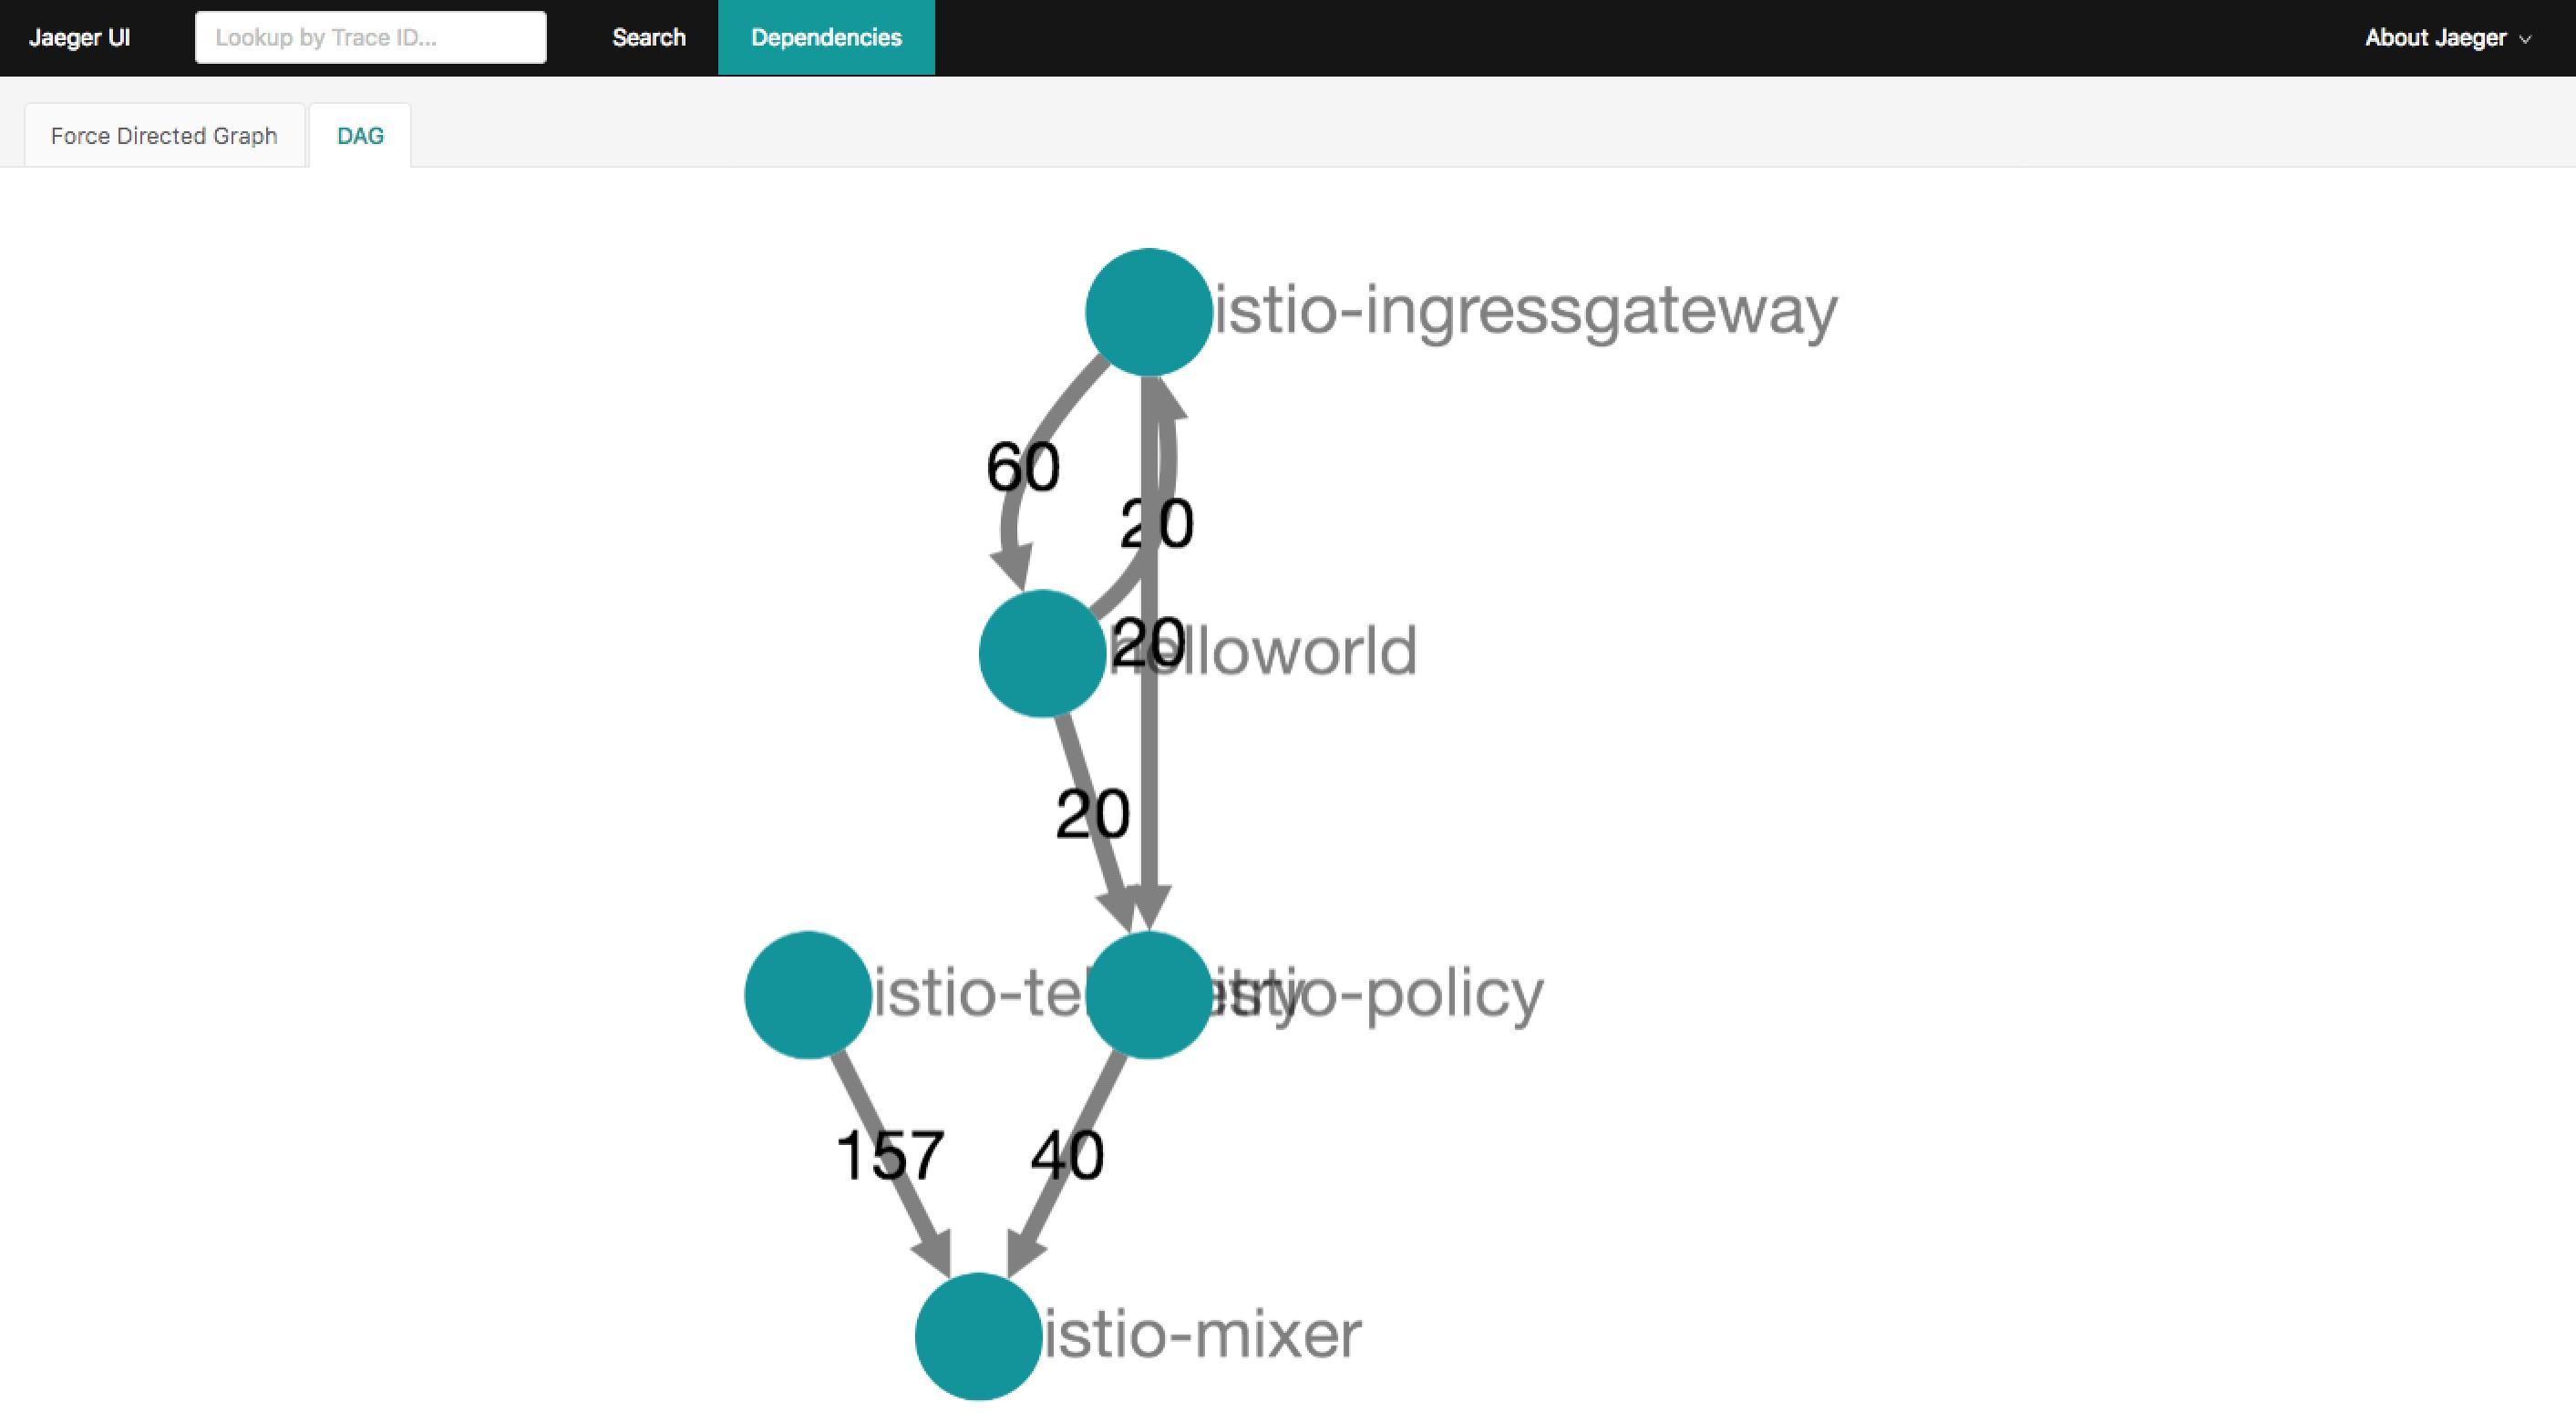 Jaeger UI
Lookup by Trace ID...
Search
Dependencies
About Jaeger
Force Directed Graph
DAG
istio-ingressgateway
60
20
20
helloworld
20
istio-telemetry
istio-policy
157
40
istio-mixer